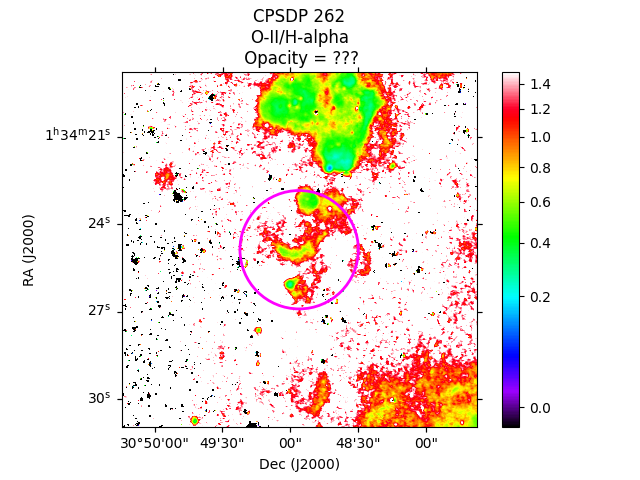 CPSDP 262
O-II/H-alpha
Opacity = ???
1ʰ34ᵐ21ˢ
24ˢ
27ˢ
30ˢ
RA (J2000)
30°50'00" 49'30" 00" 48'30" 00"
Dec (J2000)
1.4
1.2
1.0
0.8
0.6
0.4
0.2
0.0